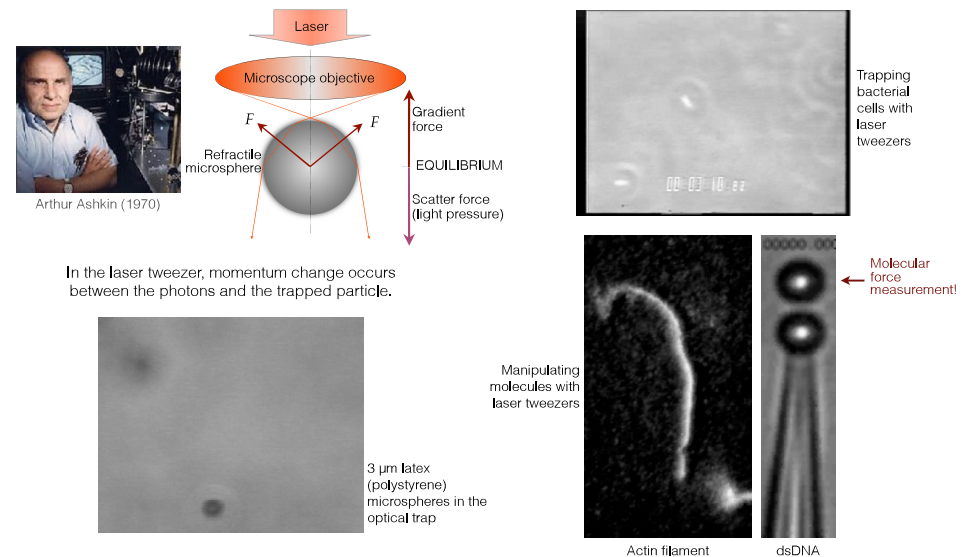 Laser
Microscope objective
F
F
Gradient
force
Refractile
microsphere
EQUILIBRIUM
Scatter force
(light pressure)
Arthur Ashkin (1970)
In the laser tweezer, momentum change occurs
between the photons and the trapped particle.
3 µm latex
(polystyrene)
microspheres in the
optical trap
Trapping
bacterial
cells with
laser
tweezers
Molecular
force
measurement!
Manipulating
molecules with
laser tweezers
Actin filament
dsDNA